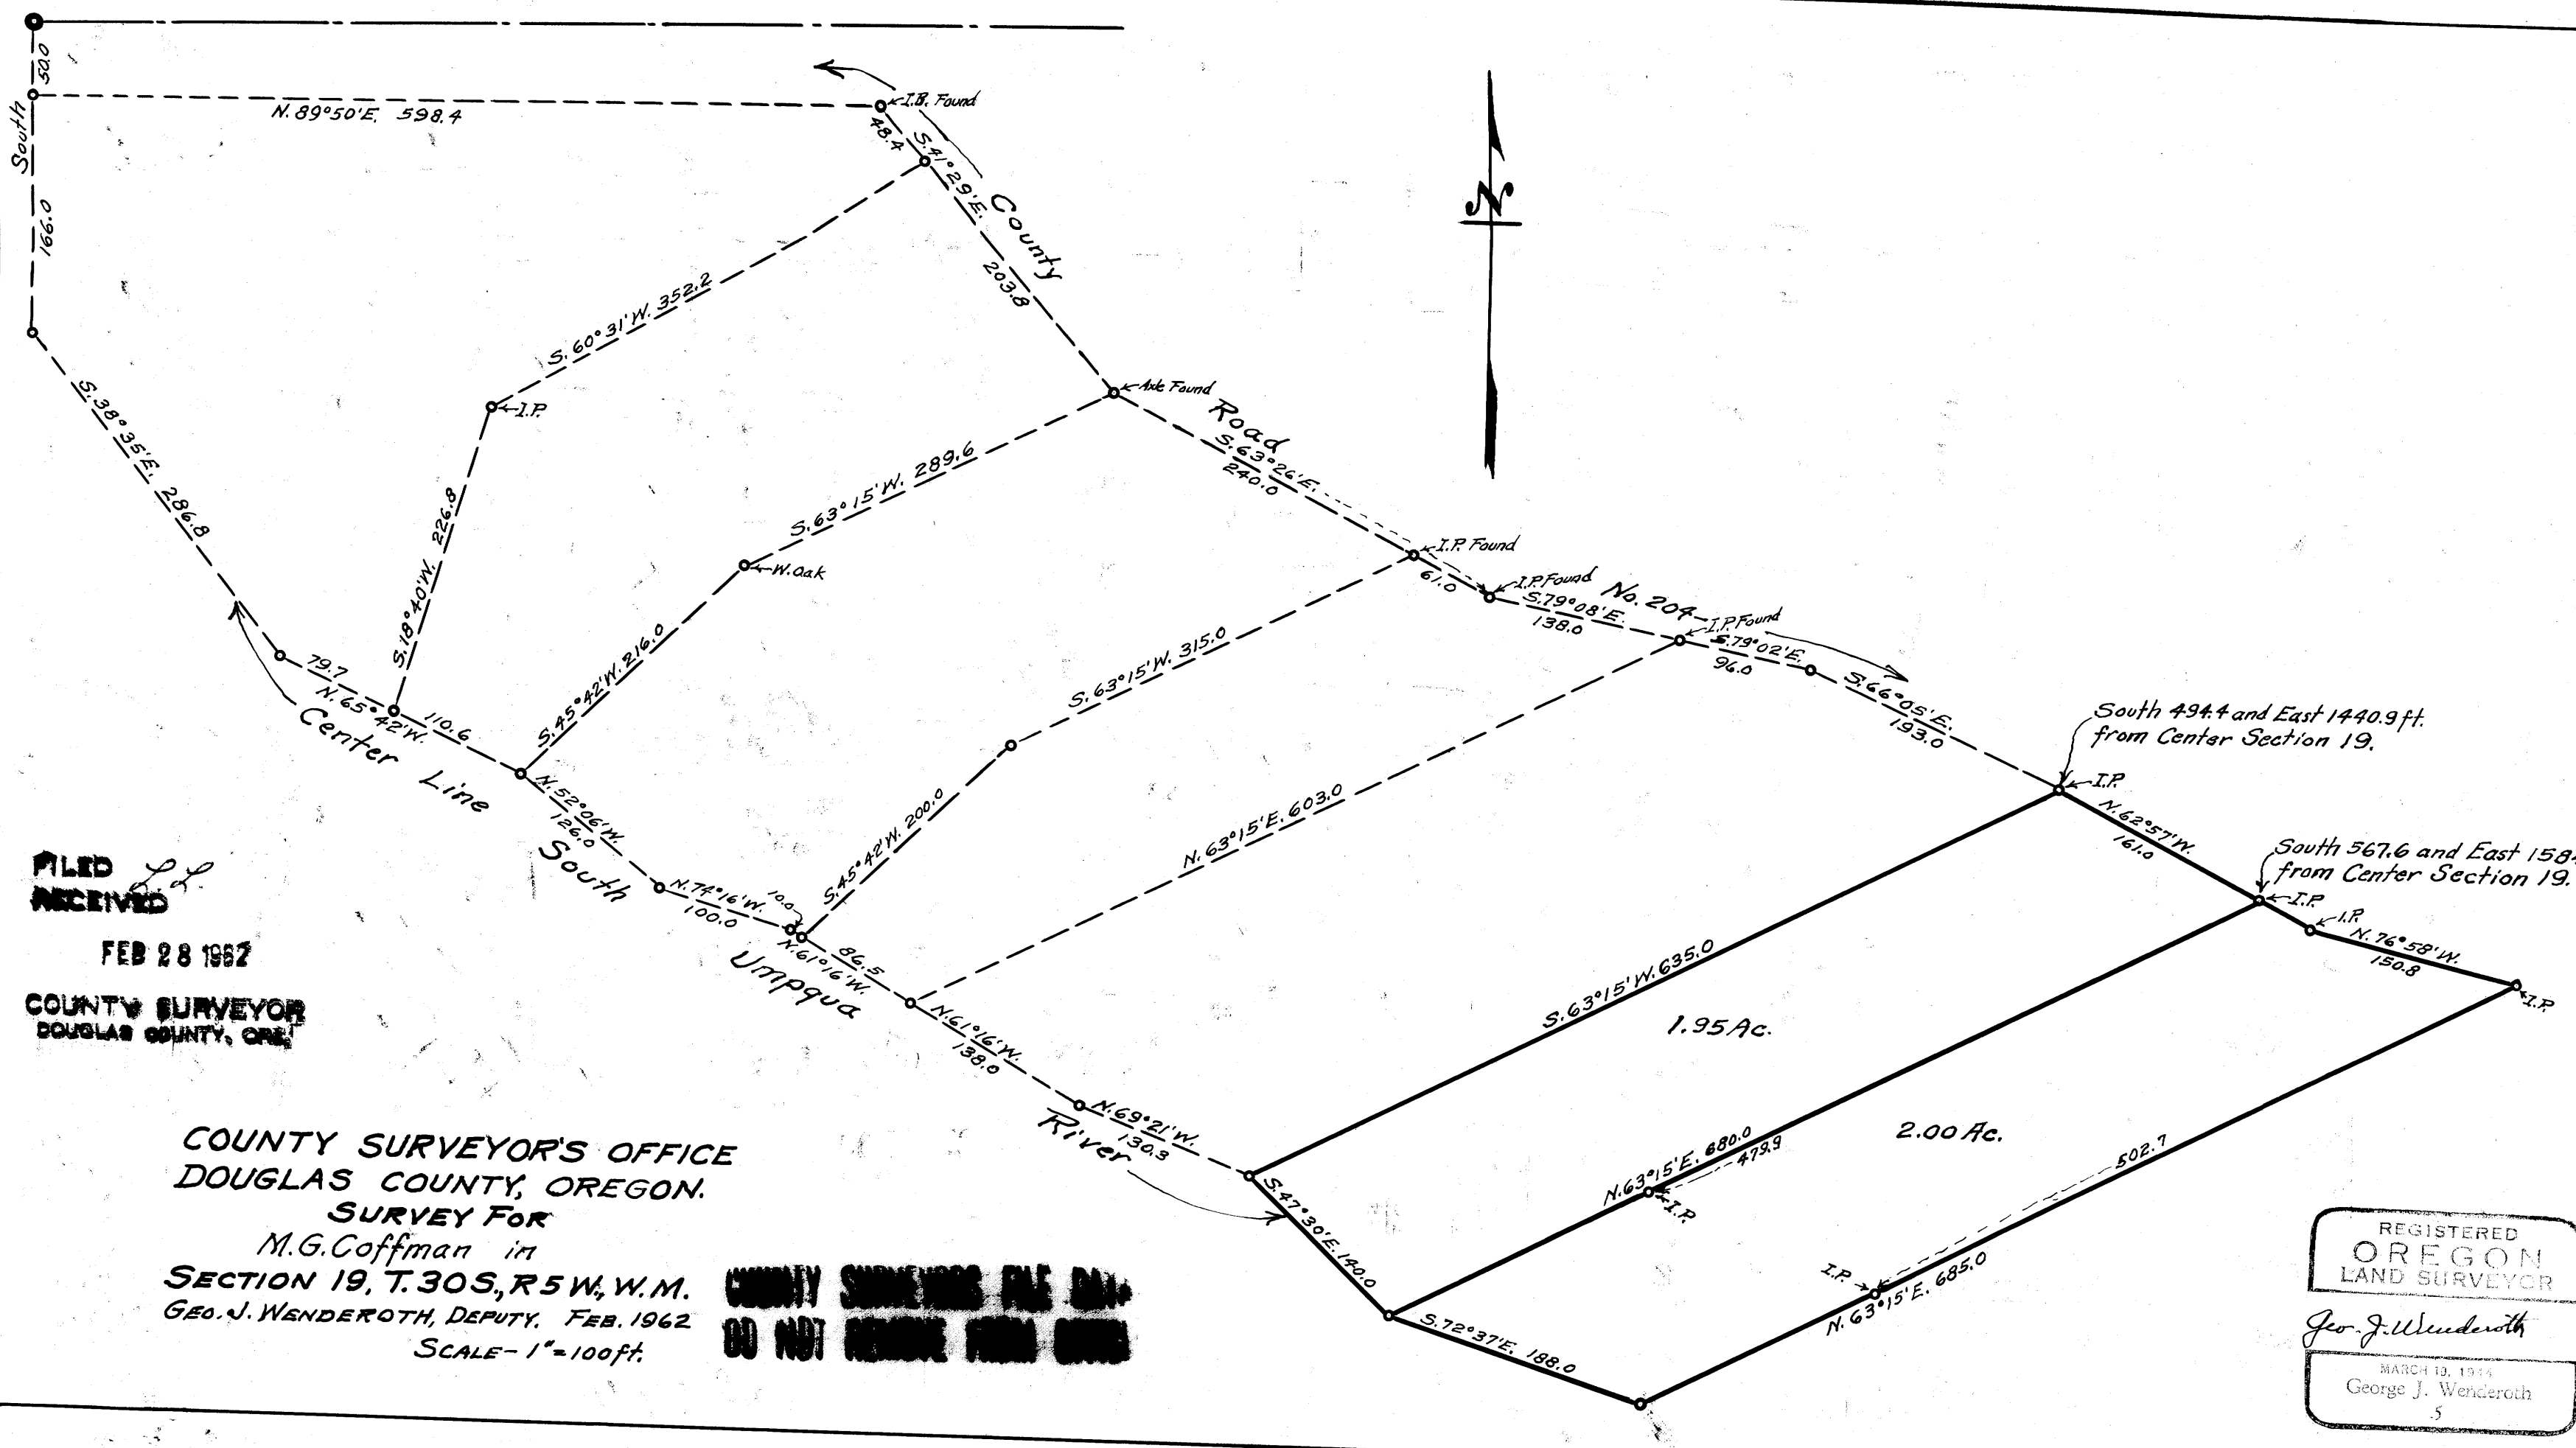 50.0
South
166.0
N. 89°50'E. 598.4
I.B. Found
48.4
S. 41°29'E.
203.8
County
S. 60°31'W. 352.2
I.P.
S. 18°40'W. 226.8
S. 38°35'E. 286.8
Axle Found
Road
S. 63°26'E.
240.0
S. 63°15'W. 289.6
W. Oak
S. 45°42'W. 216.0
I.P. Found
61.0
I.P. Found
No. 204
S. 79°08'E.
138.0
I.P. Found
S. 79°02'E.
96.0
S. 66°05'E.
193.0
S. 63°15'W. 315.0
S. 45°42'W. 200.0
N. 63°15'E. 603.0
79.7
N. 65°42'W.
110.6
Center Line
N. 52°06'W.
126.0
South
N. 74°16'W.
100.0
10.0
N. 61°16'W.
86.5
Umpqua
N. 61°16'W.
138.0
N. 69°21'W.
130.3
River
South 494.4 and East 1440.9 ft.
from Center Section 19.
I.P.
N. 62°57'W.
161.0
South 567.6 and East
from Center Section 19.
I.P.
I.P.
N. 76°58'W.
150.8
I.P.
S. 63°15'W. 635.0
1.95 Ac.
2.00 Ac.
N. 63°15'E. 680.0
479.9
I.P.
502.7
I.P.
N. 63°15'E. 685.0
S. 47°30'E. 140.0
S. 72°37'E. 188.0
N
FILED
RECEIVED
FEB 28 1962
COUNTY SURVEYOR
DOUGLAS COUNTY, ORE.
COUNTY SURVEYOR'S OFFICE
DOUGLAS COUNTY, OREGON.
SURVEY FOR
M.G. Coffman in
SECTION 19, T. 30 S., R 5 W., W.M.
GEO. J. WENDEROTH, DEPUTY. FEB. 1962
SCALE - 1"=100 ft.
COUNTY SURVEYORS FILE
DO NOT REMOVE FROM
REGISTERED
OREGON
LAND SURVEYOR
Geo. J. Wenderoth
MARCH
George J. Wenderoth
5